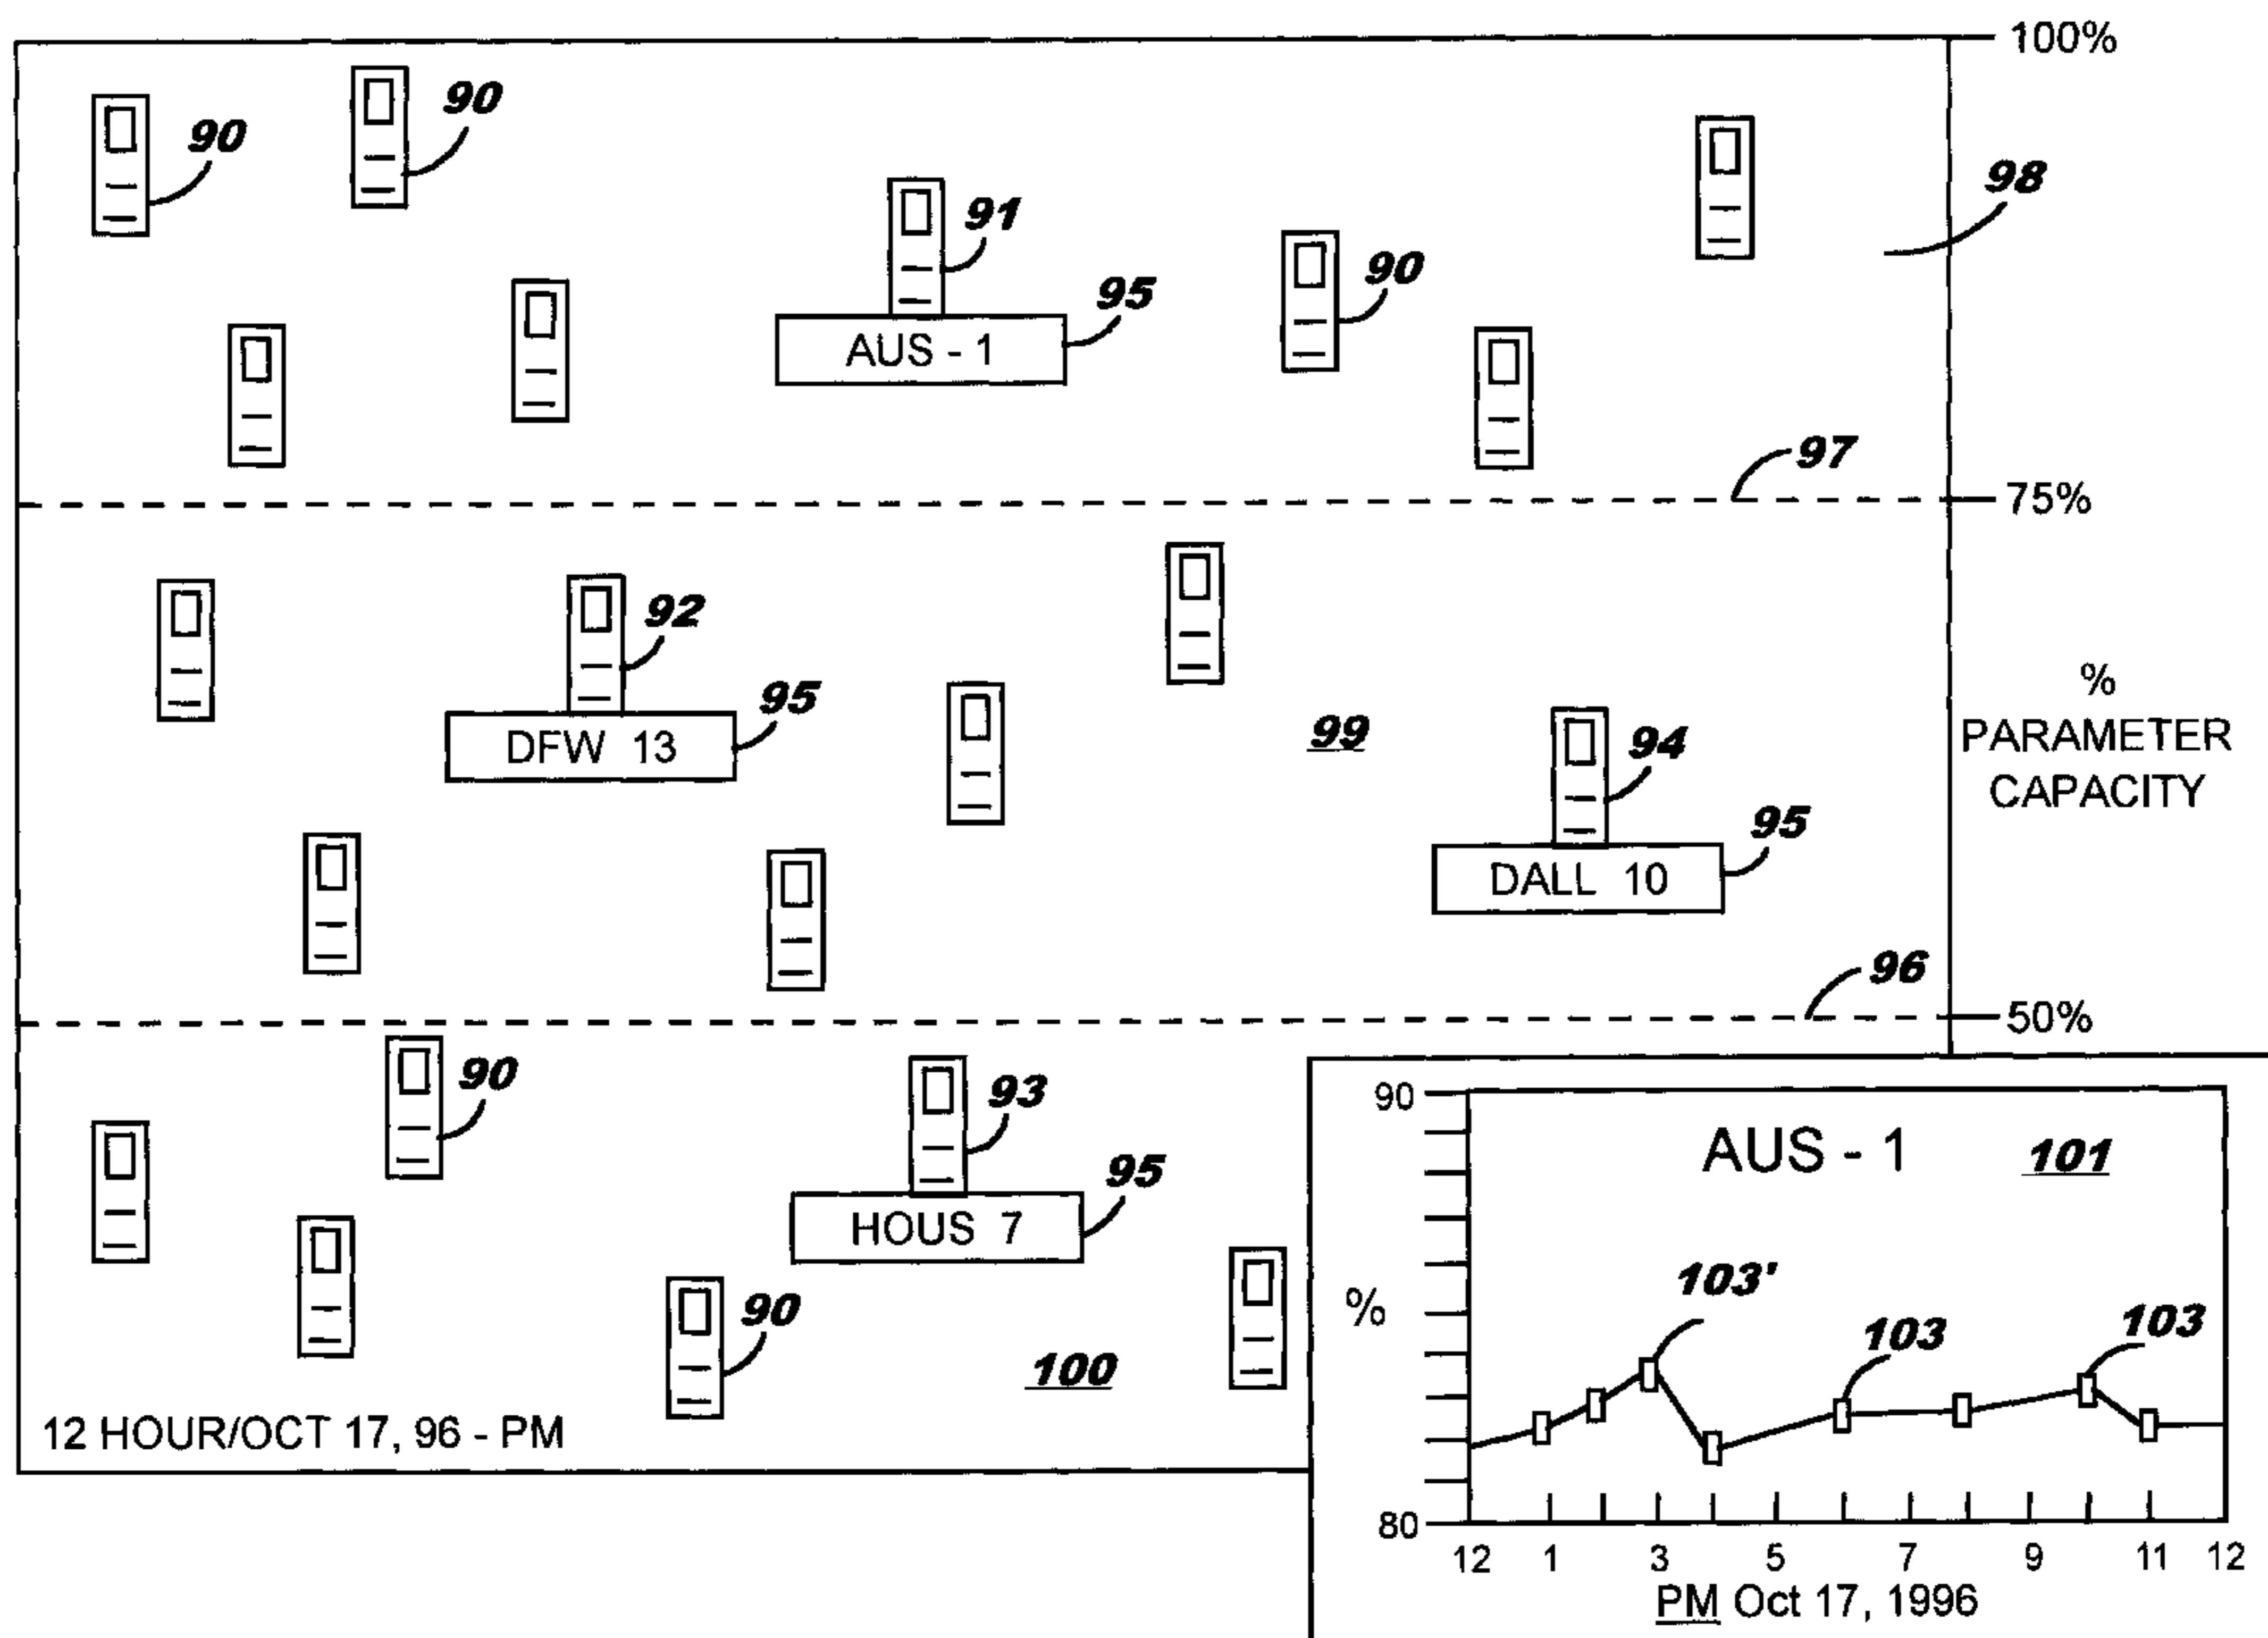 100%
90
90
98
91
90
95
AUS - 1
97
75%
92
95
DFW 13
99
94
%
PARAMETER
CAPACITY
95
DALL 10
96
50%
90
93
95
HOUS 7
90
100
12 HOUR/OCT 17, 96 - PM
90
AUS - 1
101
%
103'
103
103
80
12 1 3 5 7 9 11 12
PM Oct 17, 1996